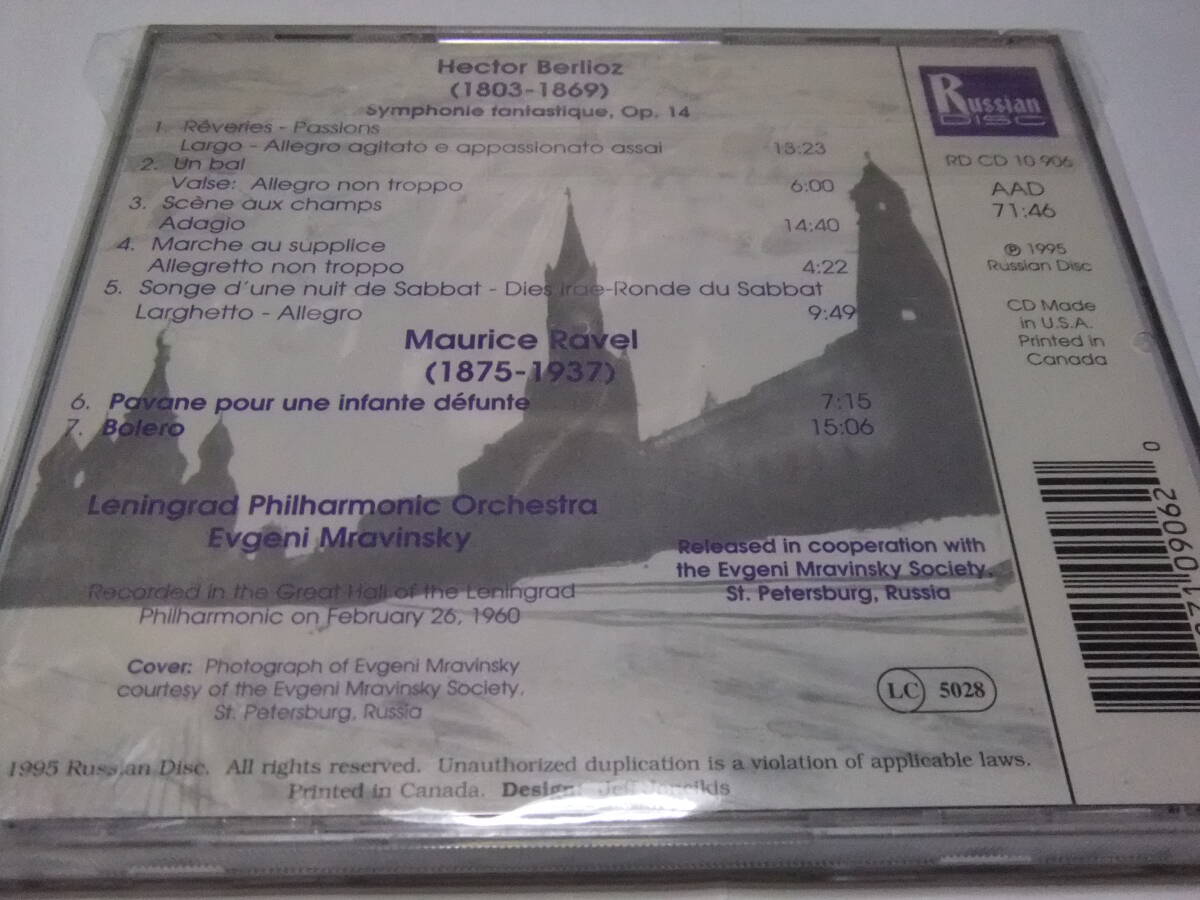 Hector Berlioz
(1803-1869)
Symphonie fantastique, Op. 14
1. Rêveries - Passions
Largo - Allegro agitato e appassionato assai 13:23
2. Un bal
Valse: Allegro non troppo 6:00
3. Scène aux champs
Adagio 14:40
4. Marche au supplice
Allegretto non troppo 4:22
5. Songe d'une nuit de Sabbat - Dies irae-Ronde du Sabbat
Larghetto - Allegro 9:49
Maurice Ravel
(1875-1937)
6. Pavane pour une infante défunte 7:15
7. Bolero 15:06
Leningrad Philharmonic Orchestra
Evgeni Mravinsky
Recorded in the Great Hall of the Leningrad
Philharmonic on February 26, 1960
Released in cooperation with
the Evgeni Mravinsky Society,
St. Petersburg, Russia
Cover: Photograph of Evgeni Mravinsky
courtesy of the Evgeni Mravinsky Society,
St. Petersburg, Russia
LC 5028
1995 Russian Disc. All rights reserved. Unauthorized duplication is a violation of applicable laws.
Printed in Canada. Design: Jeff
Russian
DISC
RD CD 10 906
AAD
71:46
℗ 1995
Russian Disc
CD Made
in U.S.A.
Printed in
Canada
0
71 09062